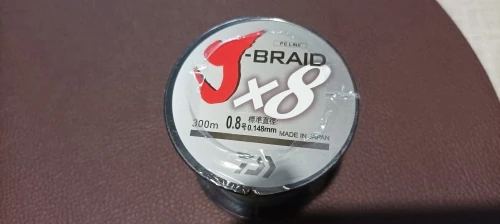 PE LINE
J-BRAID
x8
300m 0.8号 標準直径: 0.148mm
MADE IN JAPAN